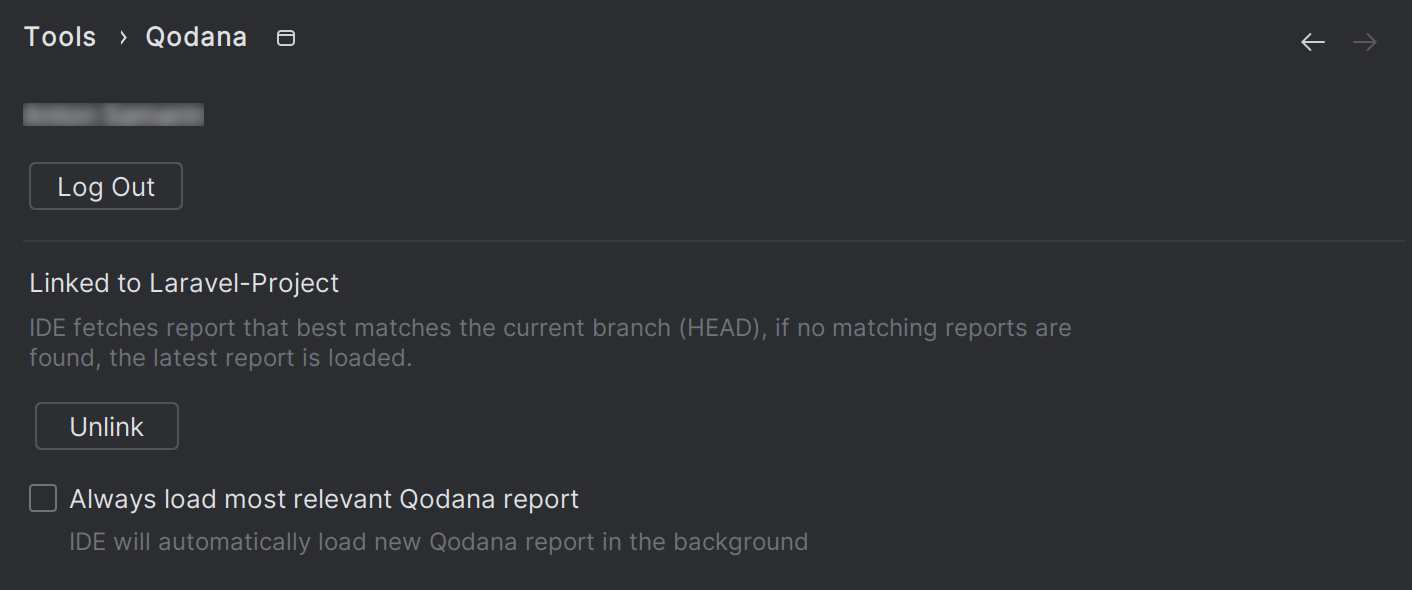 Tools › Qodana
Log Out
Linked to Laravel-Project
IDE fetches report that best matches the current branch (HEAD), if no matching reports are
found, the latest report is loaded.
Unlink
Always load most relevant Qodana report
IDE will automatically load new Qodana report in the background